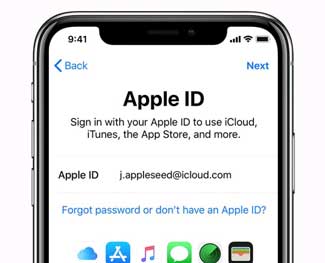 9:41
Back
Next
Apple ID
Sign in with your Apple ID to use iCloud,
iTunes, the App Store, and more.
Apple ID j.appleseed@icloud.com
Forgot password or don't have an Apple ID?